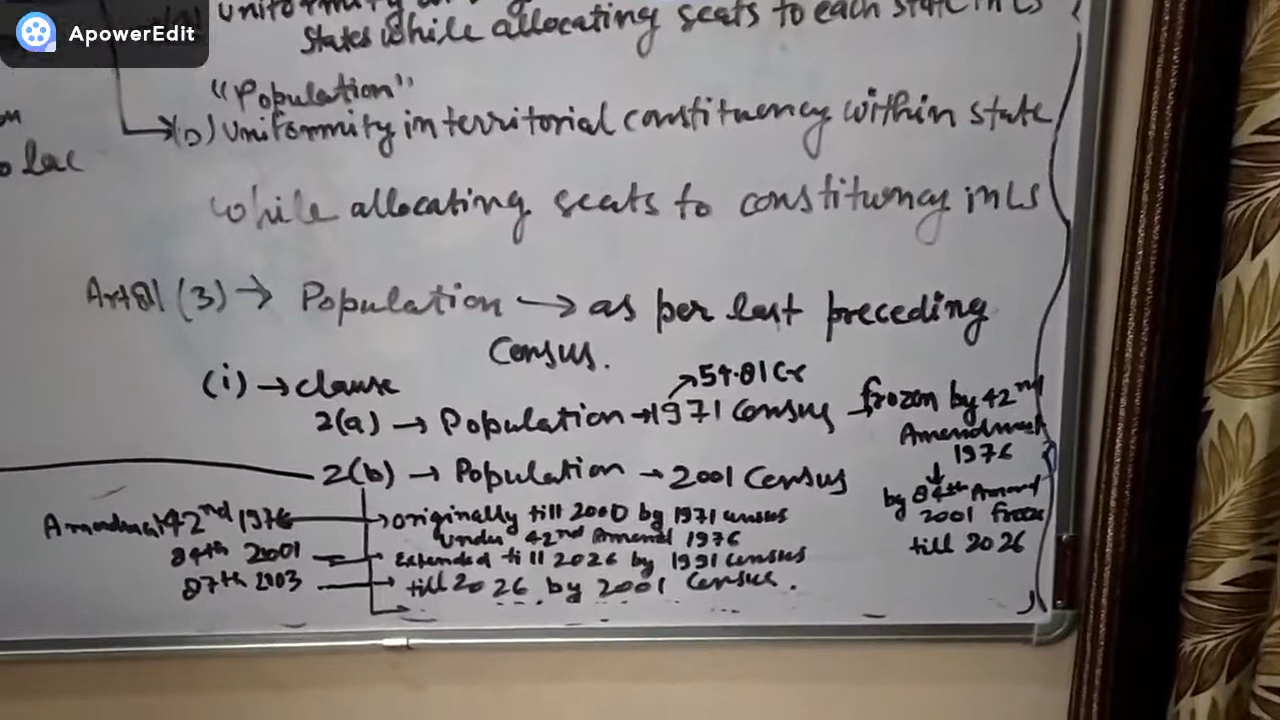 ApowerEdit
Uniformity
States while allocating seats to each state in LS
"Population"
(b) Uniformity in territorial constituency within state
o lac
while allocating seats to constituency in LS
Art 81 (3) → Population → as per last preceding
Census.
(i) → clause
→ 54.81 Cr
2(a) → Population → 1971 Census → frozen by 42nd
Amendment
1976
↓
by 84th Amend
2001 Freeze
till 2026
2(b) → Population → 2001 Census
Amendment 42nd 1976 → originally till 2000 by 1971 census
under 42nd Amend 1976
84th 2001 → Extended till 2026 by 1991 Census
87th 2003 → till 2026 by 2001 Census.